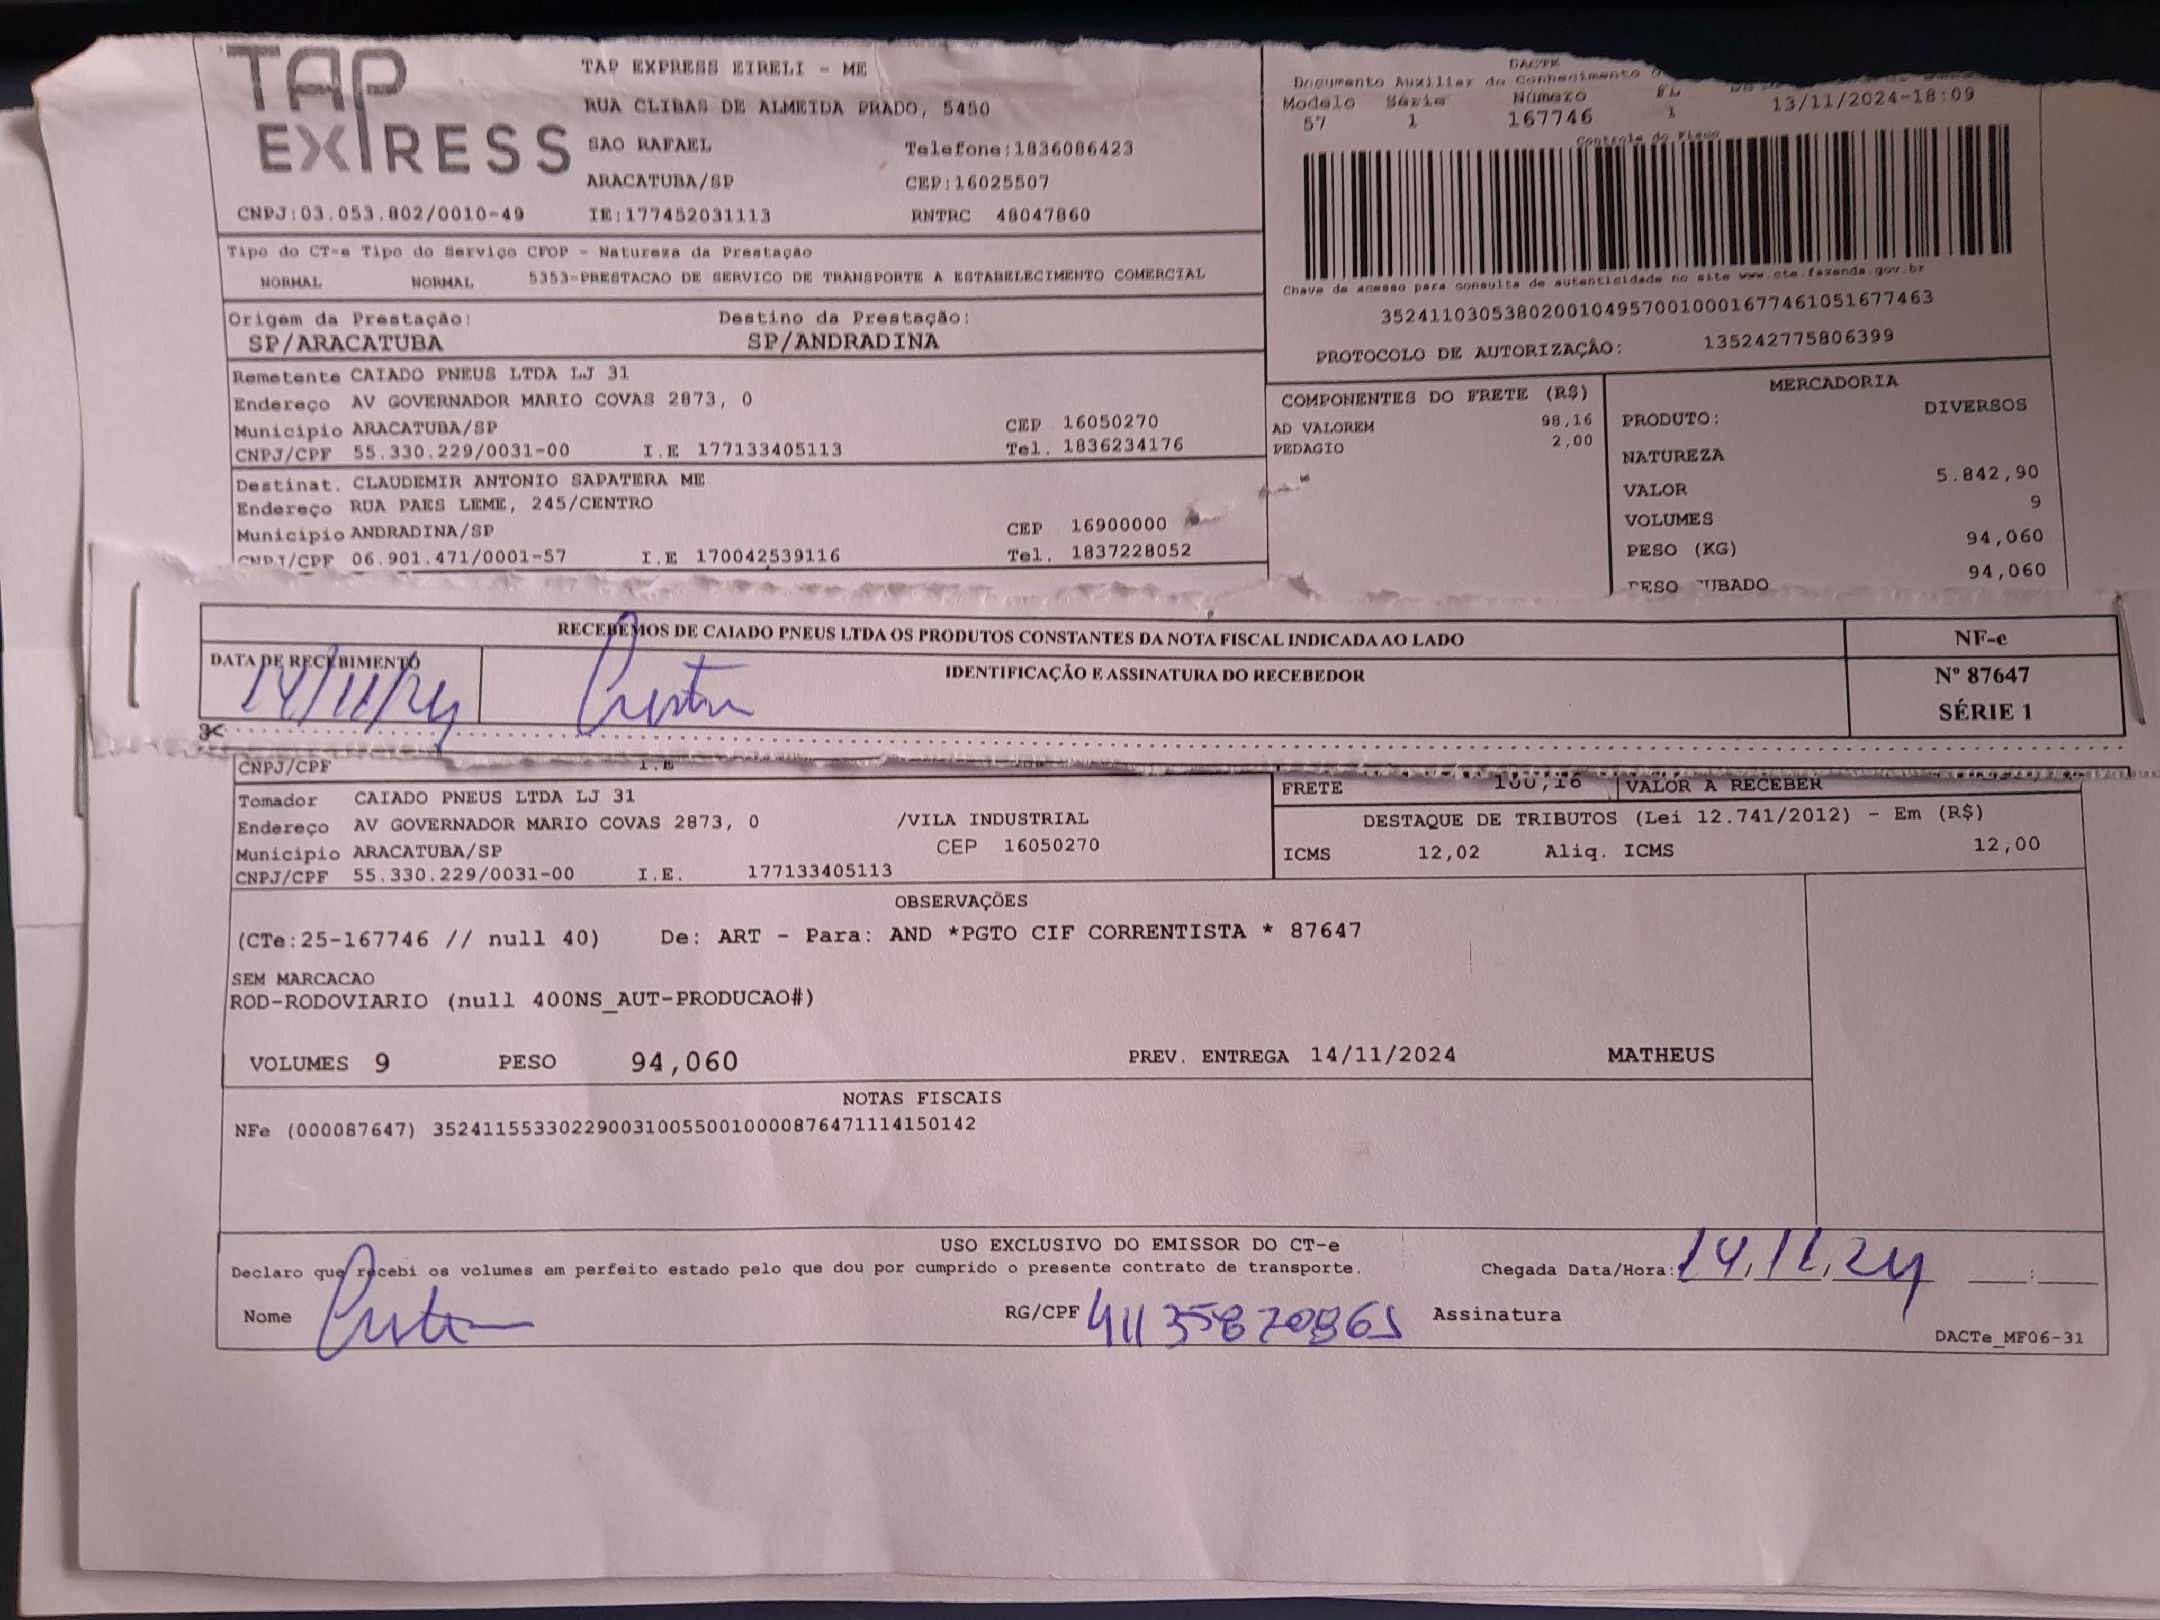 TAP EXPRESS
TAP EXPRESS EIRELI - ME
RUA CLIBAS DE ALMEIDA PRADO, 5450
SAO RAFAEL Telefone:1836086423
ARACATUBA/SP CEP:16025507
CNPJ:03.053.802/0010-49 IE:177452031113 RNTRC 48047860
DACTE
Documento Auxiliar do Conhecimento
Modelo Série Número FL
57 1 167746 1 13/11/2024-18:09
Controle do Fisco
Chave de acesso para consulta de autenticidade no site www.cte.fazenda.gov.br
35241103053802001049570010001677461051677463
PROTOCOLO DE AUTORIZAÇÃO: 135242775806399
Tipo do CT-e Tipo do Serviço CFOP - Natureza da Prestação
NORMAL NORMAL 5353-PRESTACAO DE SERVICO DE TRANSPORTE A ESTABELECIMENTO COMERCIAL
Origem da Prestação: Destino da Prestação:
SP/ARACATUBA SP/ANDRADINA
Remetente CAIADO PNEUS LTDA LJ 31
Endereço AV GOVERNADOR MARIO COVAS 2873, 0
Município ARACATUBA/SP CEP 16050270
CNPJ/CPF 55.330.229/0031-00 I.E 177133405113 Tel. 1836234176
Destinat. CLAUDEMIR ANTONIO SAPATERA ME
Endereço RUA PAES LEME, 245/CENTRO
Município ANDRADINA/SP CEP 16900000
CNPJ/CPF 06.901.471/0001-57 I.E 170042539116 Tel. 1837228052
COMPONENTES DO FRETE (R$)
AD VALOREM 98,16
PEDAGIO 2,00
MERCADORIA
PRODUTO: DIVERSOS
NATUREZA
VALOR 5.842,90
VOLUMES 9
PESO (KG) 94,060
PESO CUBADO 94,060
RECEBEMOS DE CAIADO PNEUS LTDA OS PRODUTOS CONSTANTES DA NOTA FISCAL INDICADA AO LADO
NF-e
DATA DE RECEBIMENTO IDENTIFICAÇÃO E ASSINATURA DO RECEBEDOR
Nº 87647
14/11/24
SÉRIE 1
CNPJ/CPF I.E
Tomador CAIADO PNEUS LTDA LJ 31
Endereço AV GOVERNADOR MARIO COVAS 2873, 0 /VILA INDUSTRIAL
Município ARACATUBA/SP CEP 16050270
CNPJ/CPF 55.330.229/0031-00 I.E. 177133405113
FRETE 100,16 VALOR A RECEBER
DESTAQUE DE TRIBUTOS (Lei 12.741/2012) - Em (R$)
ICMS 12,02 Aliq. ICMS 12,00
OBSERVAÇÕES
(CTe:25-167746 // null 40) De: ART - Para: AND *PGTO CIF CORRENTISTA * 87647
SEM MARCACAO
ROD-RODOVIARIO (null 400NS_AUT-PRODUCAO#)
VOLUMES 9 PESO 94,060 PREV. ENTREGA 14/11/2024 MATHEUS
NOTAS FISCAIS
NFe (000087647) 35241155330229003100550010000876471114150142
USO EXCLUSIVO DO EMISSOR DO CT-e
Declaro que recebi os volumes em perfeito estado pelo que dou por cumprido o presente contrato de transporte.
Chegada Data/Hora: 14,11,24 :
Nome RG/CPF 41135870865 Assinatura
DACTe_MF06-31